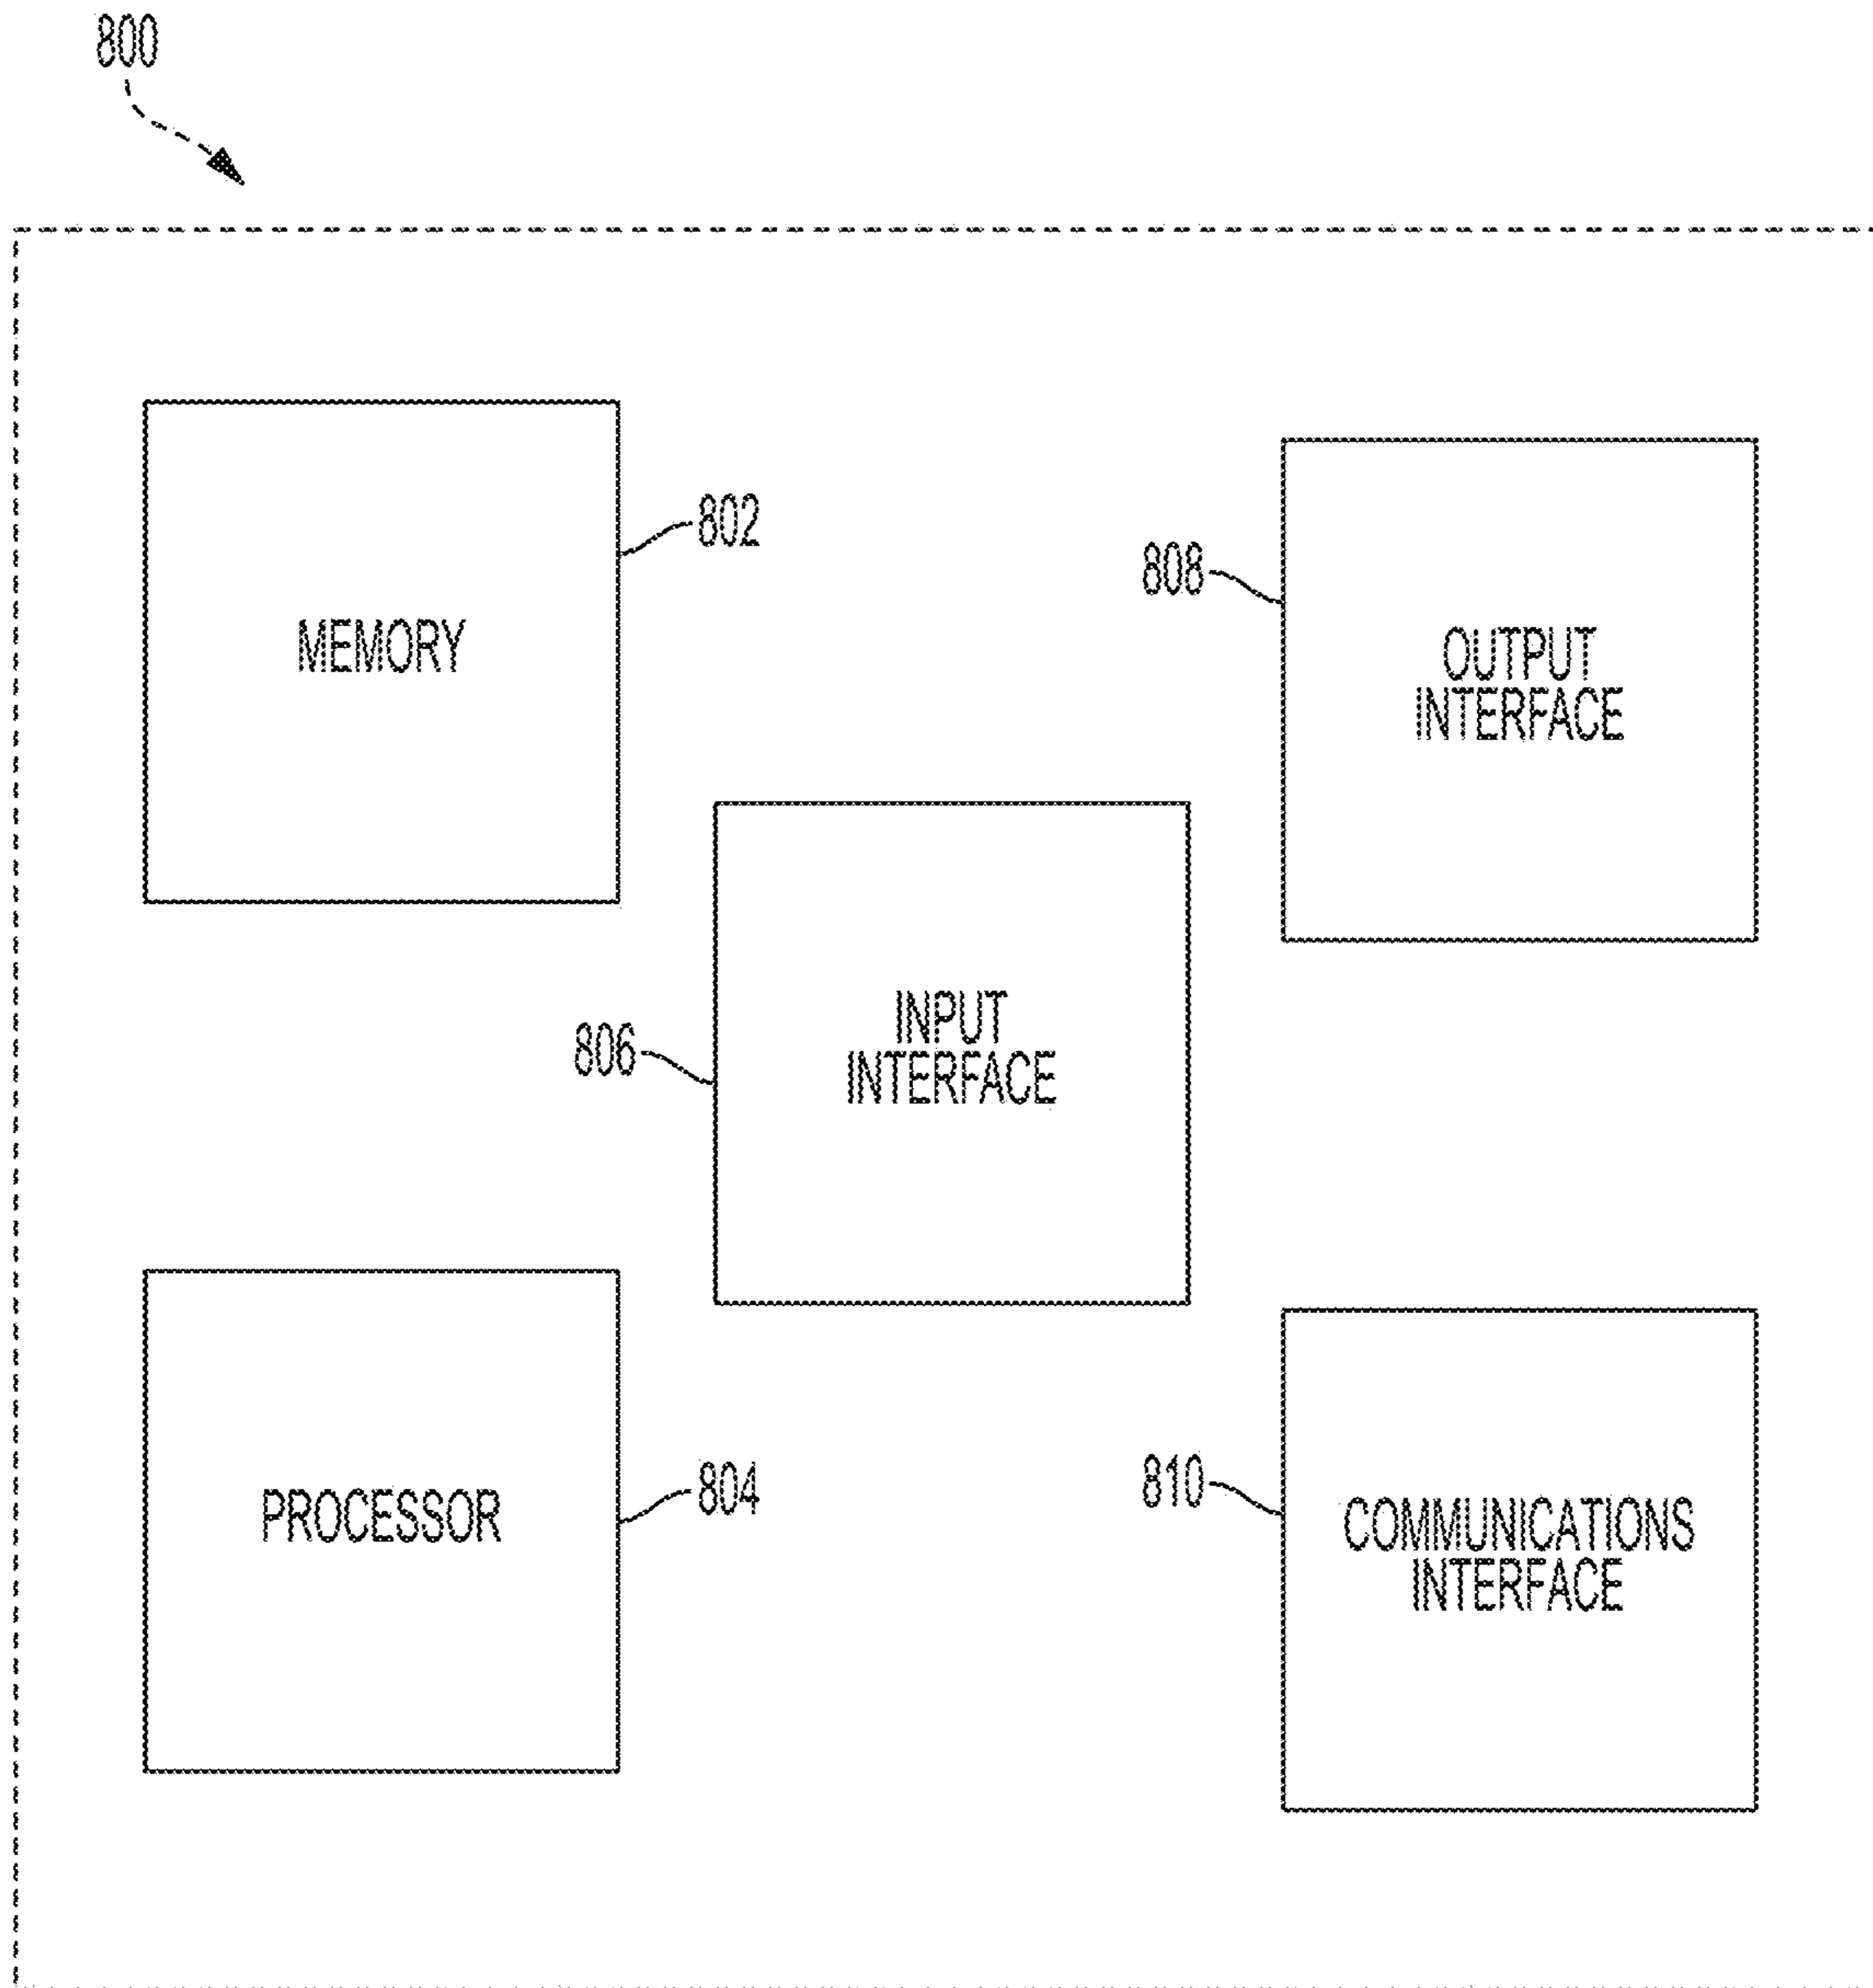 800
MEMORY
802
808
OUTPUT
INTERFACE
806
INPUT
INTERFACE
PROCESSOR
804
810
COMMUNICATIONS
INTERFACE